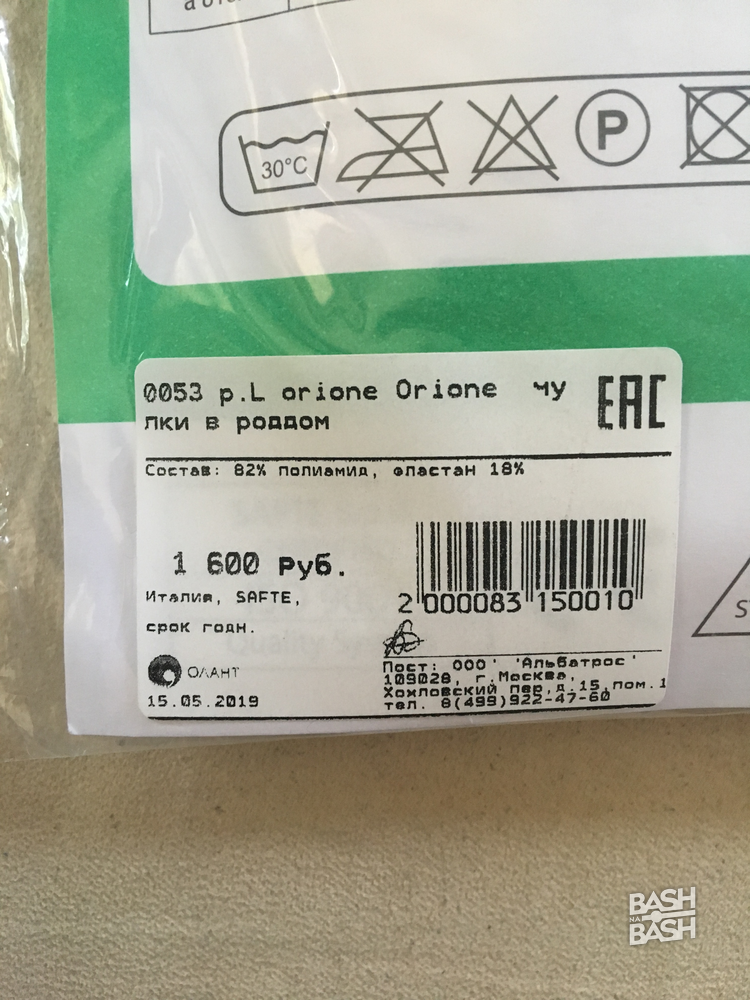 30°C
P
0053 р.L orione Orione чу
лки в роддом
EAC
Состав: 82% полиамид, эластан 18%
1 600 Руб.
Италия, SAFTE,
срок годн.
2 000083 150010
Quality
ОЛАНТ
15.05.2019
Пост: ООО' 'Альбатрос'
109028, г.Москва,
Хохловский пер,д.15,пом.1
тел. 8(499)922-47-60
BASH
НА
BASH